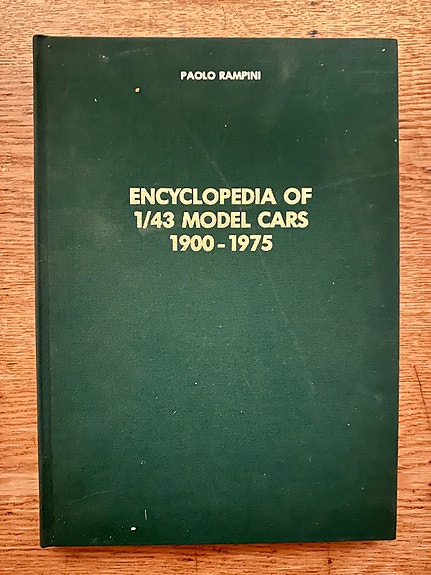 PAOLO RAMPINI
ENCYCLOPEDIA OF
1/43 MODEL CARS
1900-1975